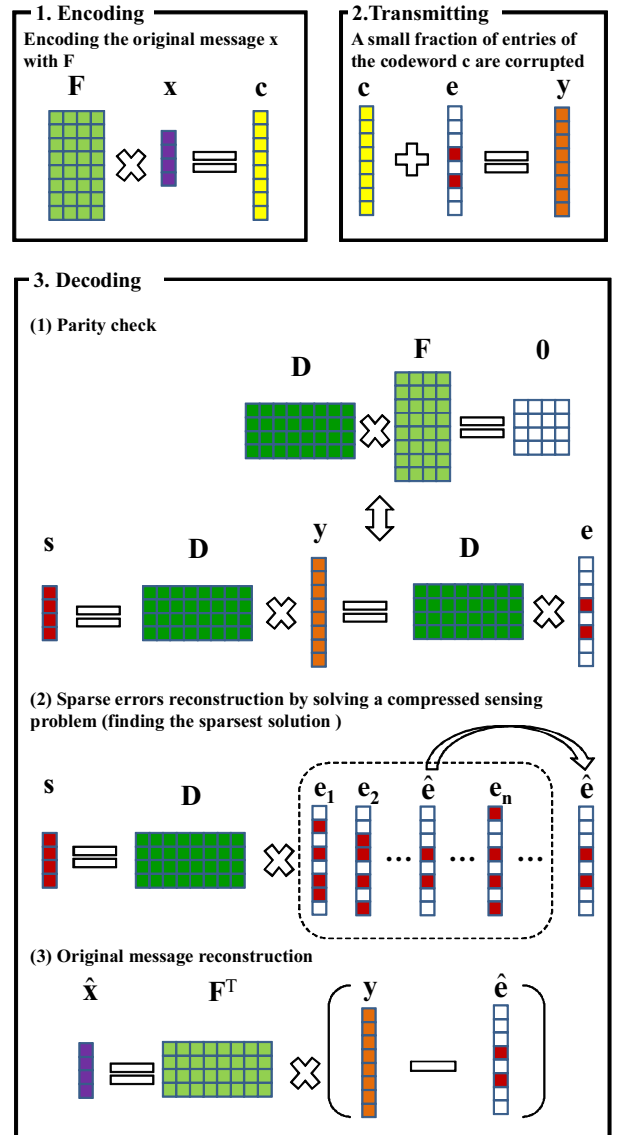 1. Encoding
Encoding the original message x
with F
F x c
2.Transmitting
A small fraction of entries of
the codeword c are corrupted
c e y
3. Decoding
(1) Parity check
D F 0
s D y D e
(2) Sparse errors reconstruction by solving a compressed sensing
problem (finding the sparsest solution )
s D e₁ e₂ ê eₙ ê
... ... ...
(3) Original message reconstruction
x̂ Fᵀ y ê